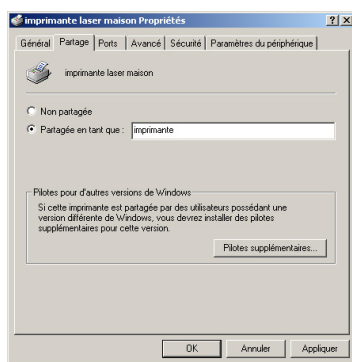 imprimante laser maison Propriétés
Général Partage Ports Avancé Sécurité Paramètres du périphérique
imprimante laser maison
Non partagée
Partagée en tant que : imprimante
Pilotes pour d'autres versions de Windows
Si cette imprimante est partagée par des utilisateurs possédant une
version différente de Windows, vous devrez installer des pilotes
supplémentaires pour cette version.
Pilotes supplémentaires...
OK Annuler Appliquer